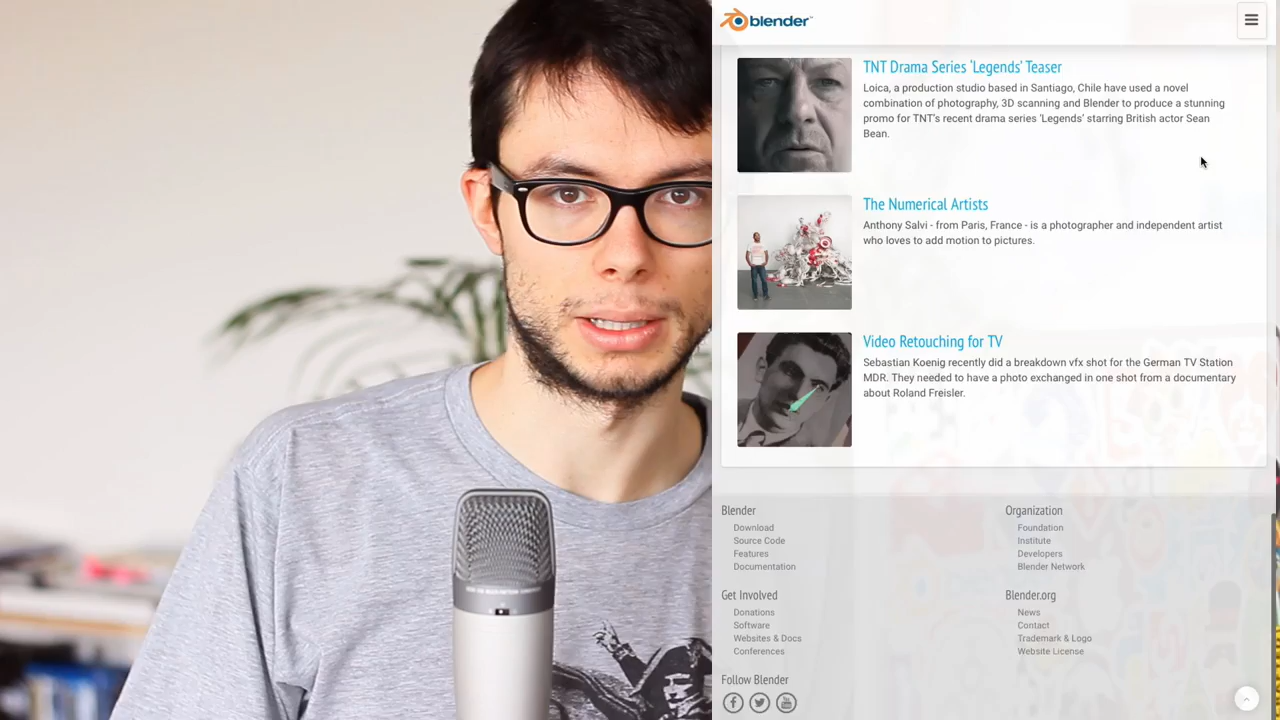 blender
TNT Drama Series 'Legends' Teaser
Loica, a production studio based in Santiago, Chile have used a novel
combination of photography, 3D scanning and Blender to produce a stunning
promo for TNT's recent drama series 'Legends' starring British actor Sean
Bean.
The Numerical Artists
Anthony Salvi - from Paris, France - is a photographer and independent artist
who loves to add motion to pictures.
Video Retouching for TV
Sebastian Koenig recently did a breakdown vfx shot for the German TV Station
MDR. They needed to have a photo exchanged in one shot from a documentary
about Roland Freisler.
Blender
Download
Source Code
Features
Documentation
Organization
Foundation
Institute
Developers
Blender Network
Get Involved
Donations
Software
Websites & Docs
Conferences
Blender.org
News
Contact
Trademark & Logo
Website License
Follow Blender